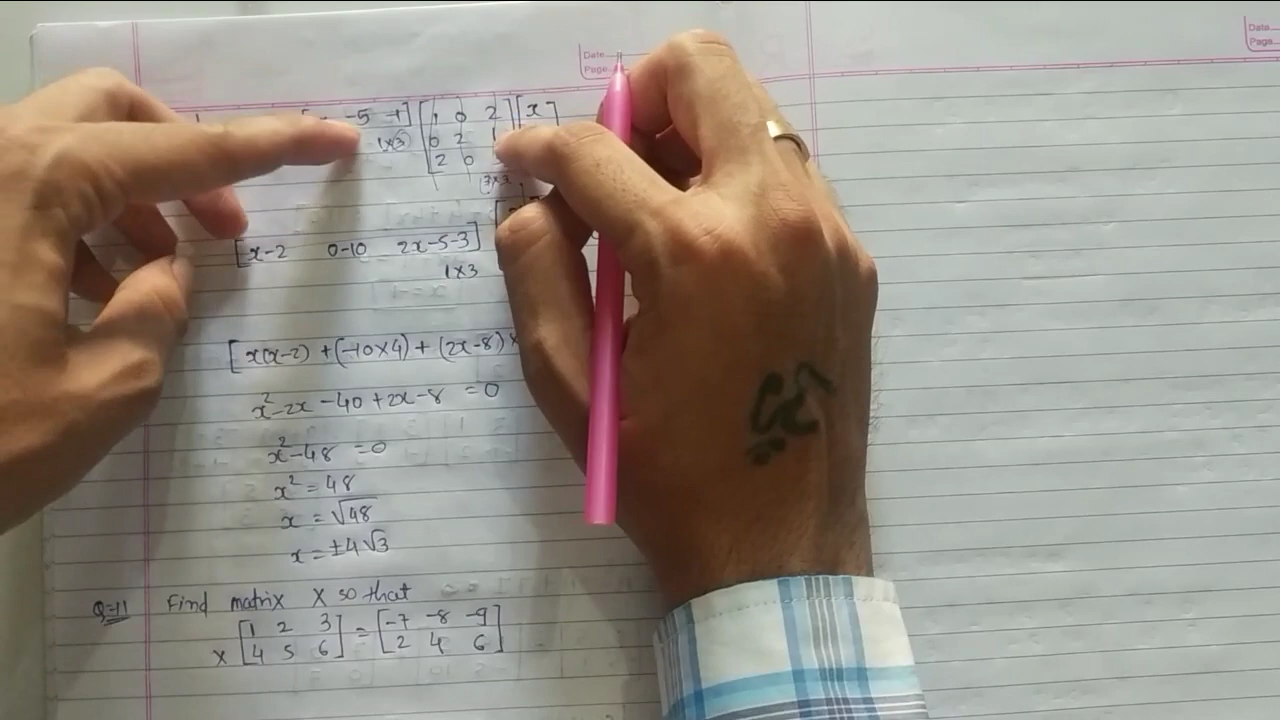 Date
Page
Date
Page
-5 -1] [1 0 2] [x
1×3 0 2 1
2 0
3×3
[x-2 0-10 2x-5-3]
1×3
[x(x-2) +(-10×4) + (2x-8)×
x²-2x -40 +2x-8 =0
x²-48 =0
x² = 48
x = √48
x = ±4√3
Q=11 Find matrix X so that
X [1 2 3] = [-7 -8 -9]
[4 5 6] [2 4 6]